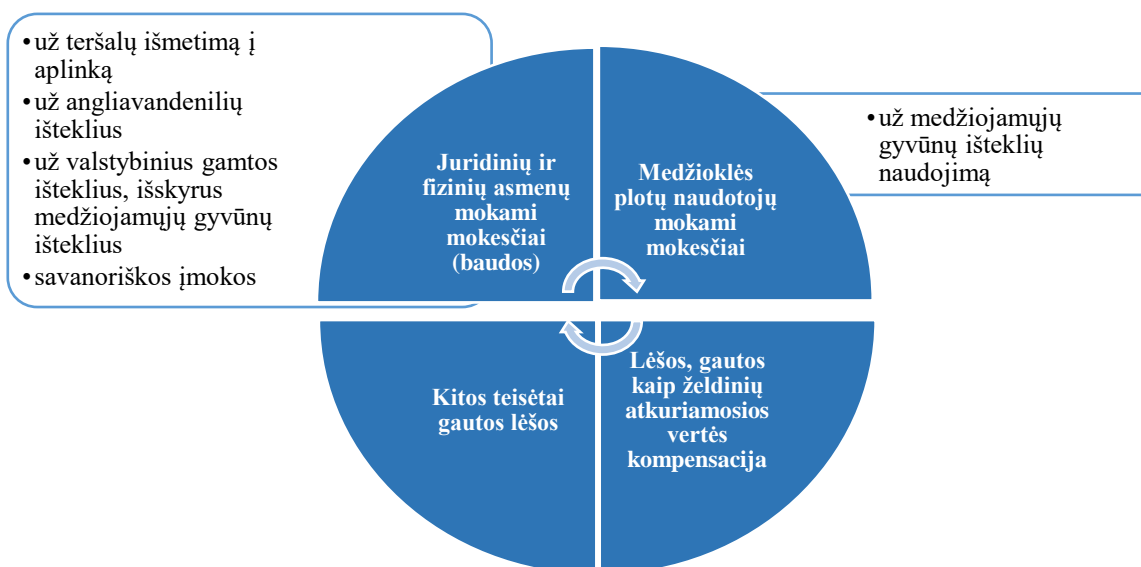 •už teršalų išmetimą į
aplinką
•už angliavandenilių
išteklius
•už valstybinius gamtos
išteklius, išskyrus
medžiojamųjų gyvūnų
išteklius
•savanoriškos įmokos
Juridinių ir
fizinių asmenų
mokami
mokesčiai
(baudos)
Medžioklės
plotų naudotojų
mokami
mokesčiai
•už medžiojamųjų
gyvūnų išteklių
naudojimą
Kitos teisėtai
gautos lėšos
Lėšos, gautos
kaip želdinių
atkuriamosios
vertės
kompensacija